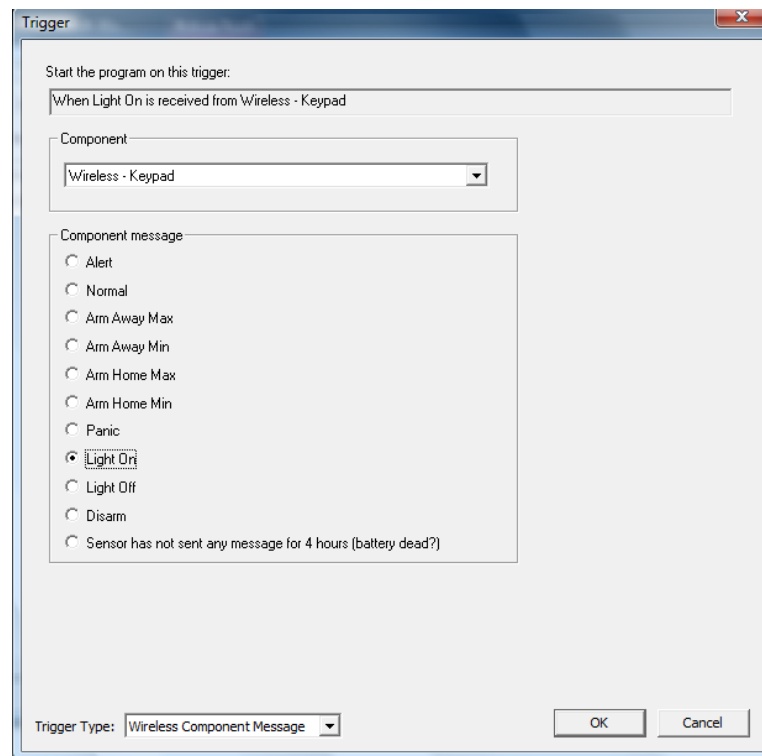 Trigger
Start the program on this trigger:
When Light On is received from Wireless - Keypad
Component
Wireless - Keypad
Component message
Alert
Normal
Arm Away Max
Arm Away Min
Arm Home Max
Arm Home Min
Panic
Light On
Light Off
Disarm
Sensor has not sent any message for 4 hours (battery dead?)
Trigger Type: Wireless Component Message OK Cancel